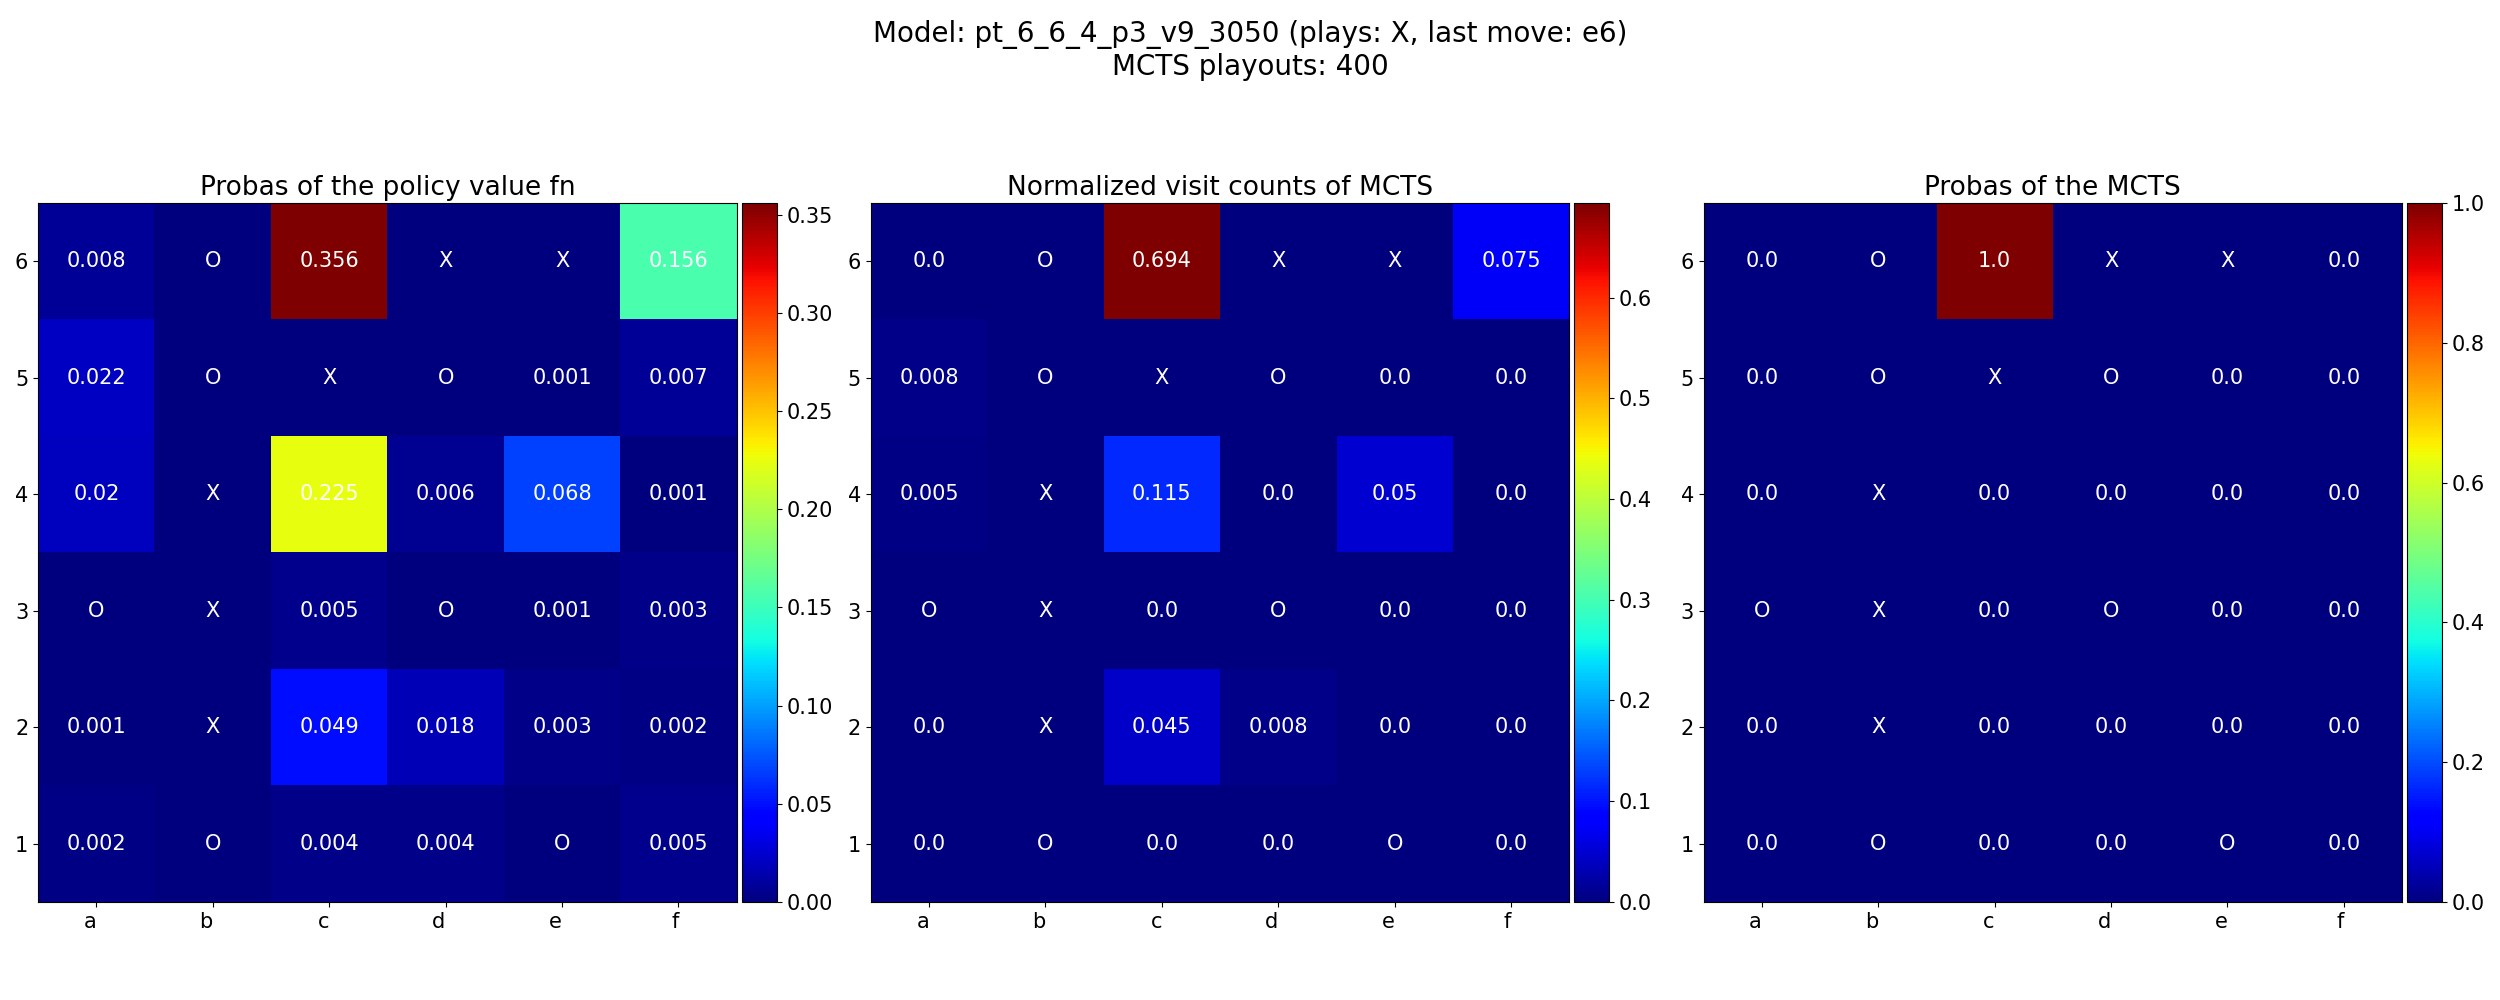 Model: pt_6_6_4_p3_v9_3050 (plays: X, last move: e6)
MCTS playouts: 400
Probas of the policy value fn
6 0.008 O 0.356 X X 0.156
5 0.022 O X O 0.001 0.007
4 0.02 X 0.225 0.006 0.068 0.001
3 O X 0.005 O 0.001 0.003
2 0.001 X 0.049 0.018 0.003 0.002
1 0.002 O 0.004 0.004 O 0.005
a b c d e f
0.35
0.30
0.25
0.20
0.15
0.10
0.05
0.00
Normalized visit counts of MCTS
6 0.0 O 0.694 X X 0.075
5 0.008 O X O 0.0 0.0
4 0.005 X 0.115 0.0 0.05 0.0
3 O X 0.0 O 0.0 0.0
2 0.0 X 0.045 0.008 0.0 0.0
1 0.0 O 0.0 0.0 O 0.0
a b c d e f
0.6
0.5
0.4
0.3
0.2
0.1
0.0
Probas of the MCTS
6 0.0 O 1.0 X X 0.0
5 0.0 O X O 0.0 0.0
4 0.0 X 0.0 0.0 0.0 0.0
3 O X 0.0 O 0.0 0.0
2 0.0 X 0.0 0.0 0.0 0.0
1 0.0 O 0.0 0.0 O 0.0
a b c d e f
1.0
0.8
0.6
0.4
0.2
0.0